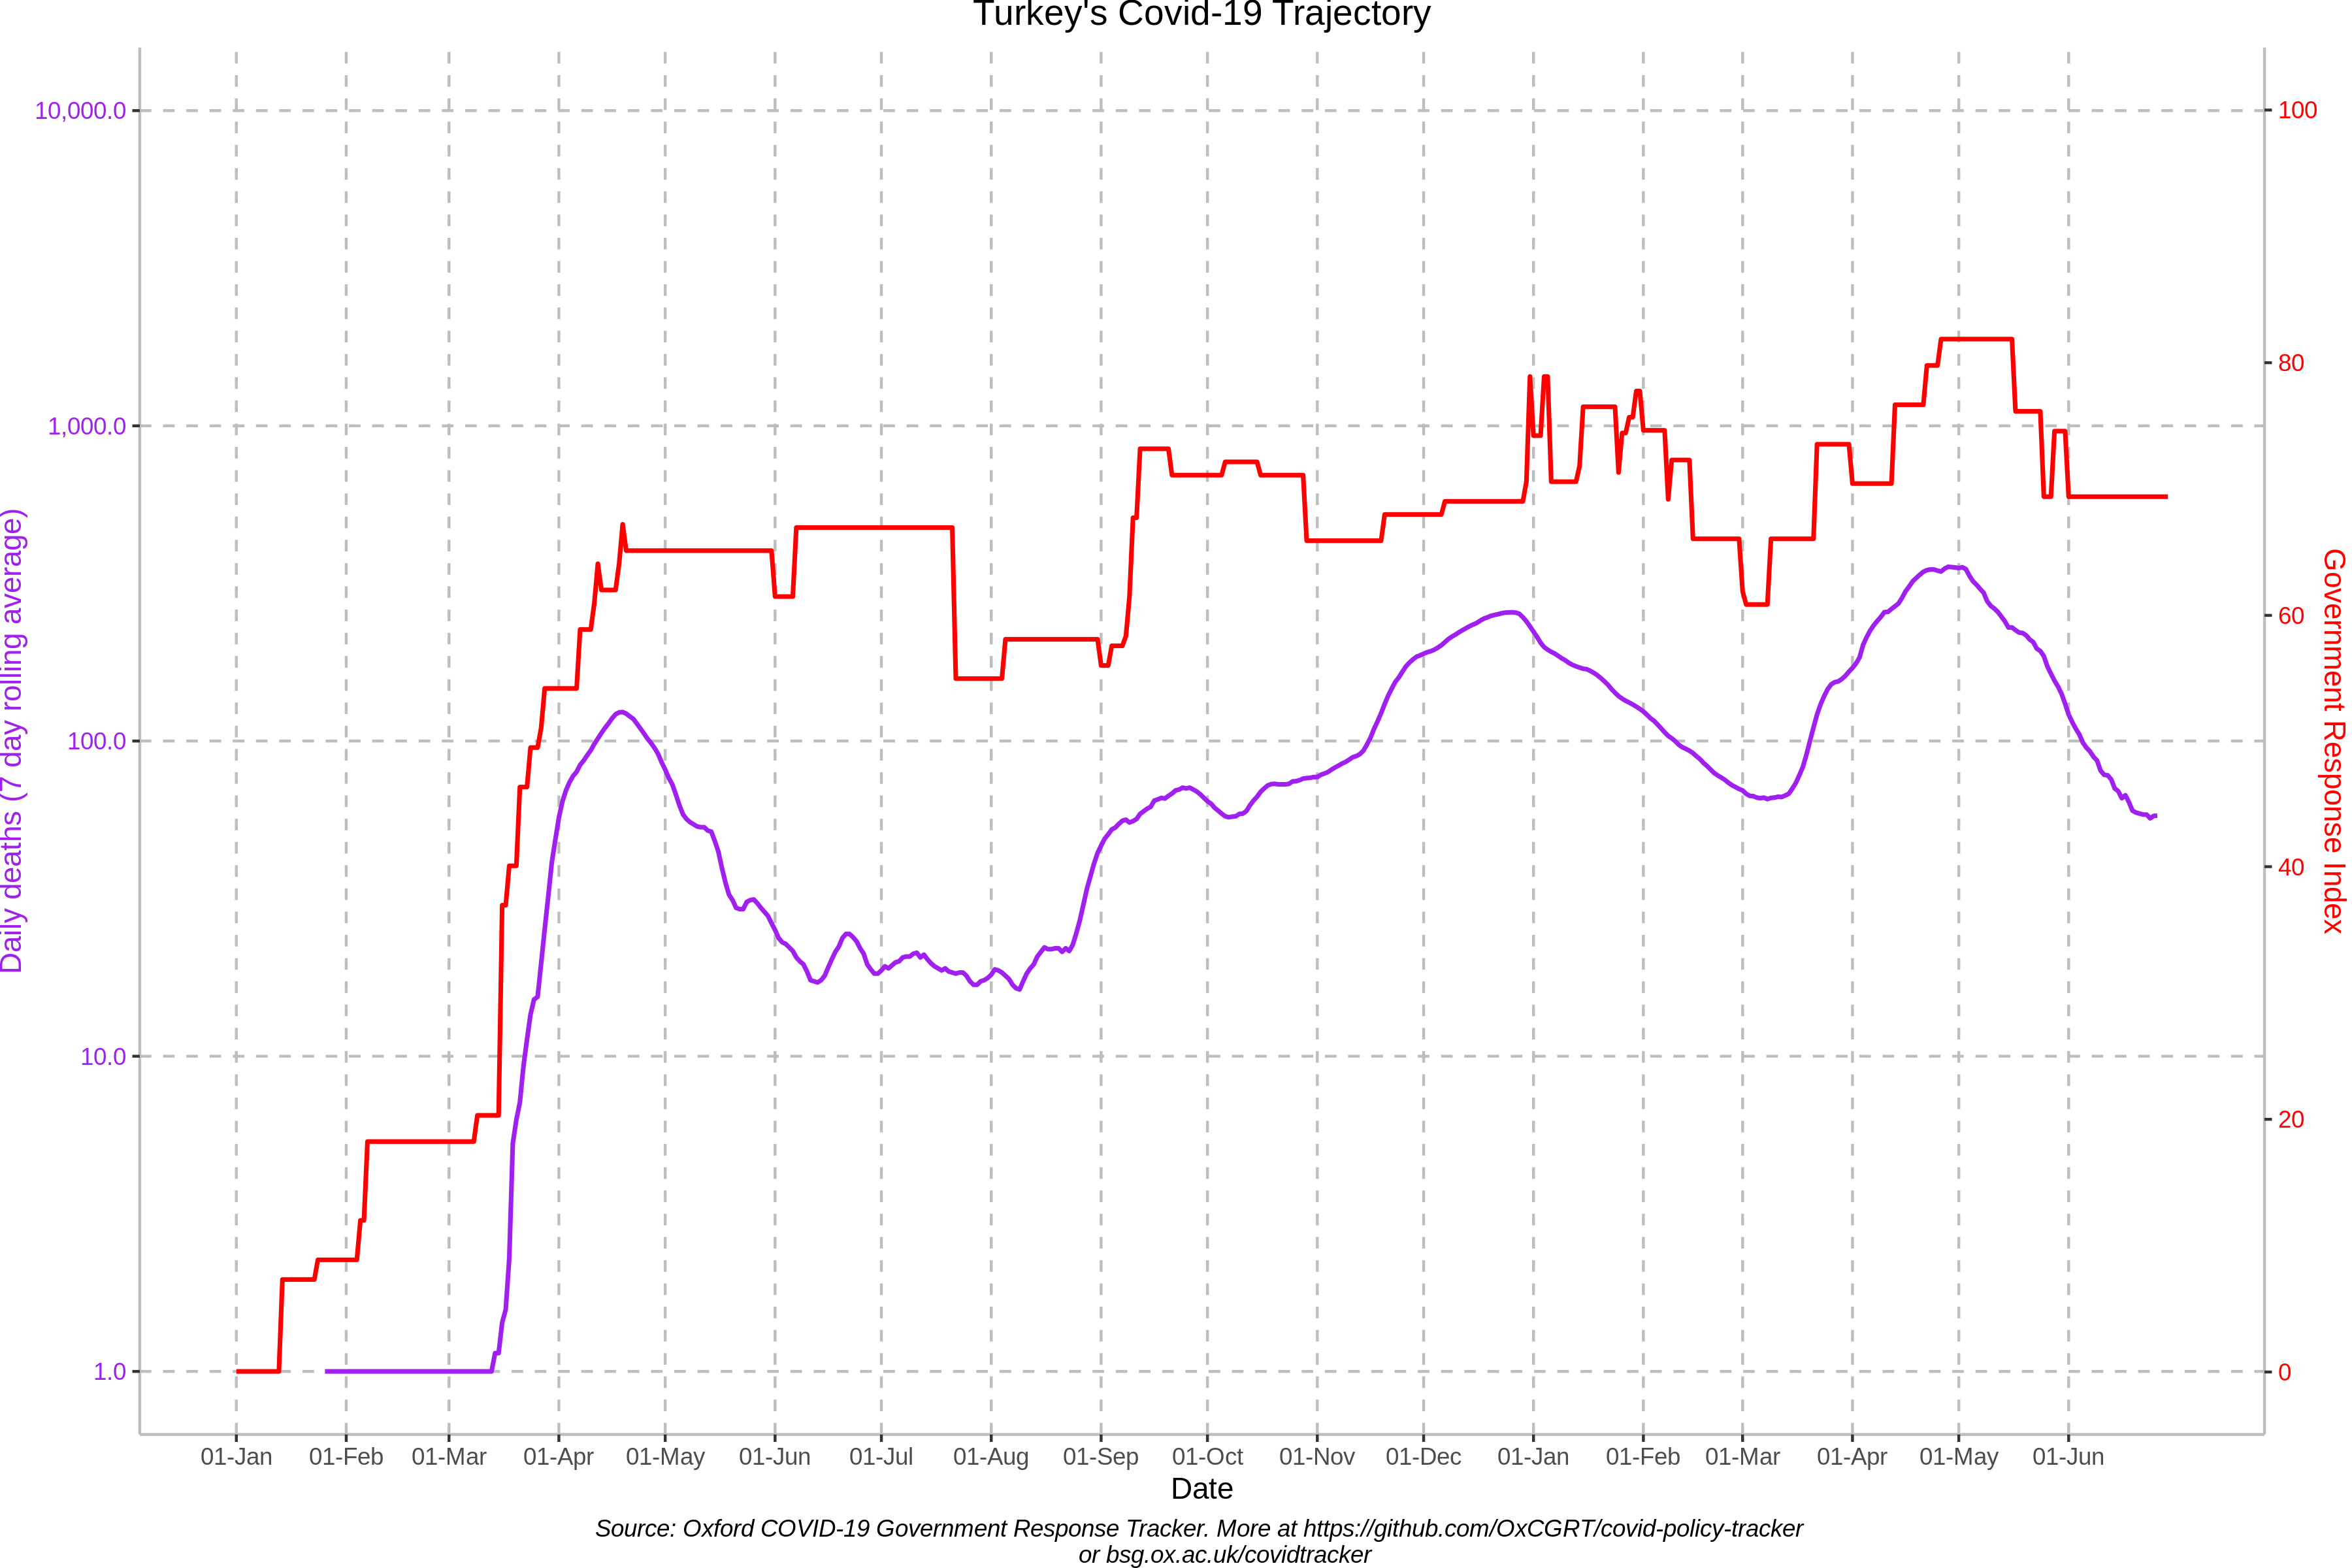 Turkey's Covid-19 Trajectory
10,000.0
1,000.0
100.0
10.0
1.0
Daily deaths (7 day rolling average)
100
80
60
40
20
0
Government Response Index
01-Jan 01-Feb 01-Mar 01-Apr 01-May 01-Jun 01-Jul 01-Aug 01-Sep 01-Oct 01-Nov 01-Dec 01-Jan 01-Feb 01-Mar 01-Apr 01-May 01-Jun
Date
Source: Oxford COVID-19 Government Response Tracker. More at https://github.com/OxCGRT/covid-policy-tracker
or bsg.ox.ac.uk/covidtracker